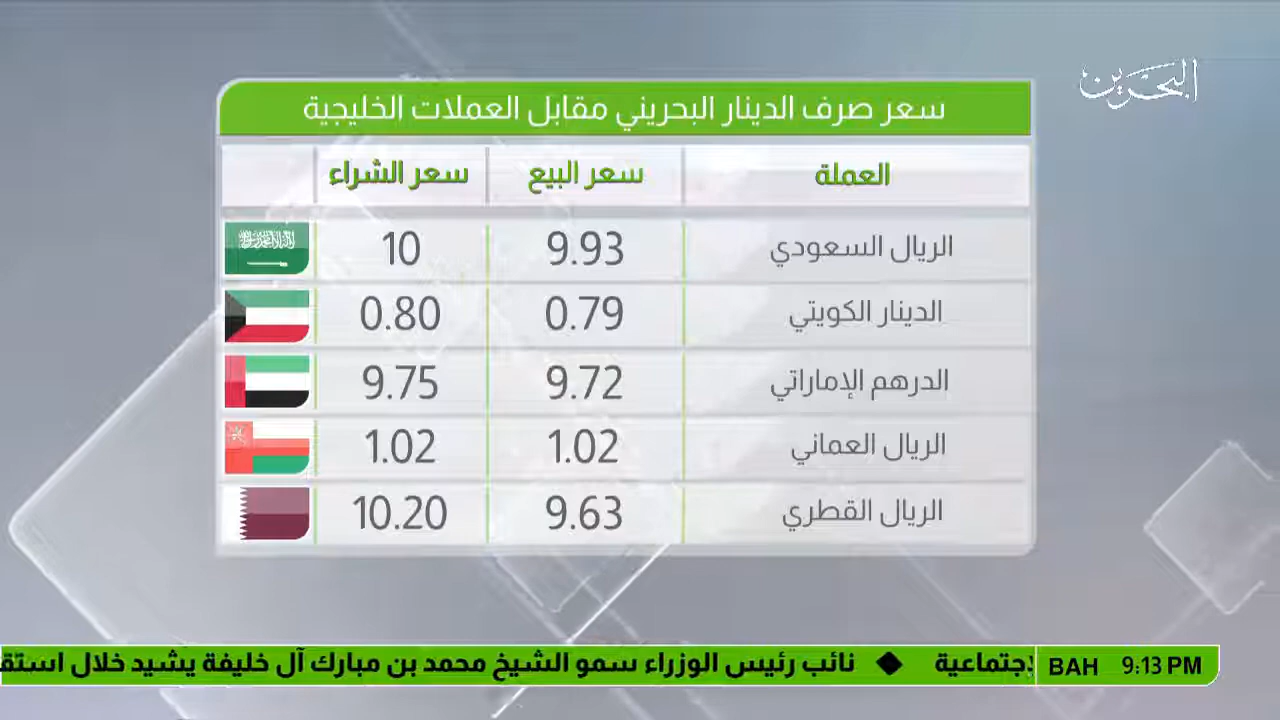 البحرين
سعر صرف الدينار البحريني مقابل العملات الخليجية
العملة سعر البيع سعر الشراء
الريال السعودي 9.93 10
الدينار الكويتي 0.79 0.80
الدرهم الإماراتي 9.72 9.75
الريال العماني 1.02 1.02
الريال القطري 9.63 10.20
BAH 9:13 PM
إجتماعية ◆ نائب رئيس الوزراء سمو الشيخ محمد بن مبارك آل خليفة يشيد خلال